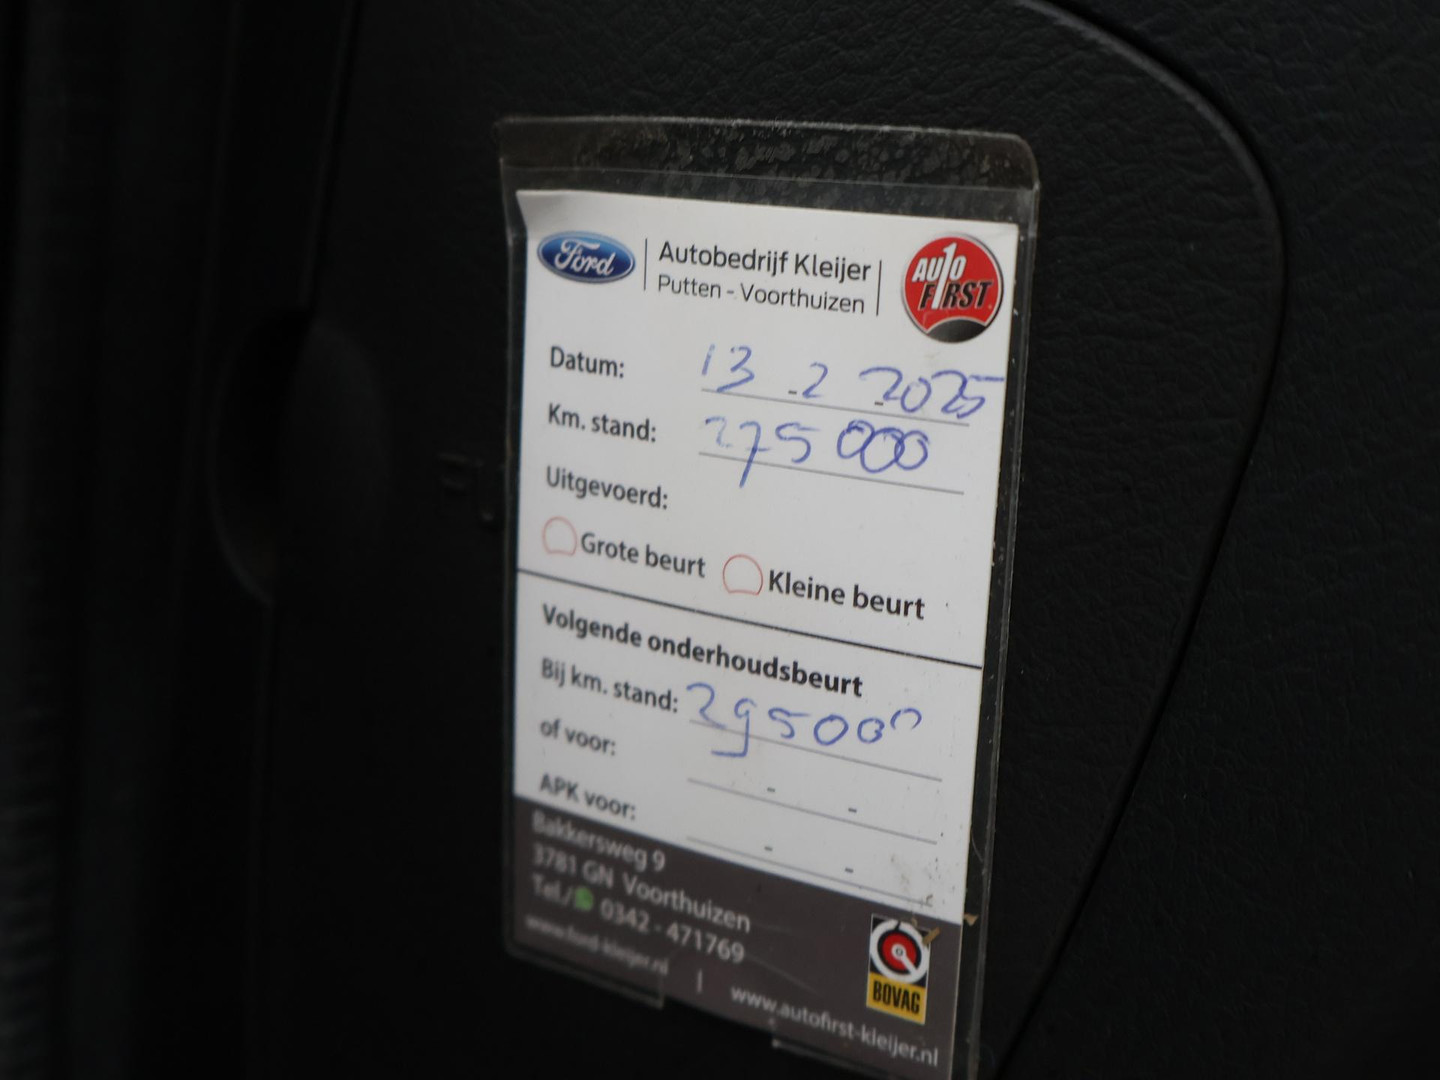 Ford
Autobedrijf Kleijer
Putten - Voorthuizen
AUTO
FIRST
Datum: 13 - 2 - 2025
Km. stand: 275000
Uitgevoerd:
Grote beurt Kleine beurt
Volgende onderhoudsbeurt
Bij km. stand: 295000
of voor: - -
APK voor: - -
Bakkersweg 9
3781 GN Voorthuizen
Tel./ 0342 - 471769
www.ford-kleijer.nl | www.autofirst-kleijer.nl
BOVAG